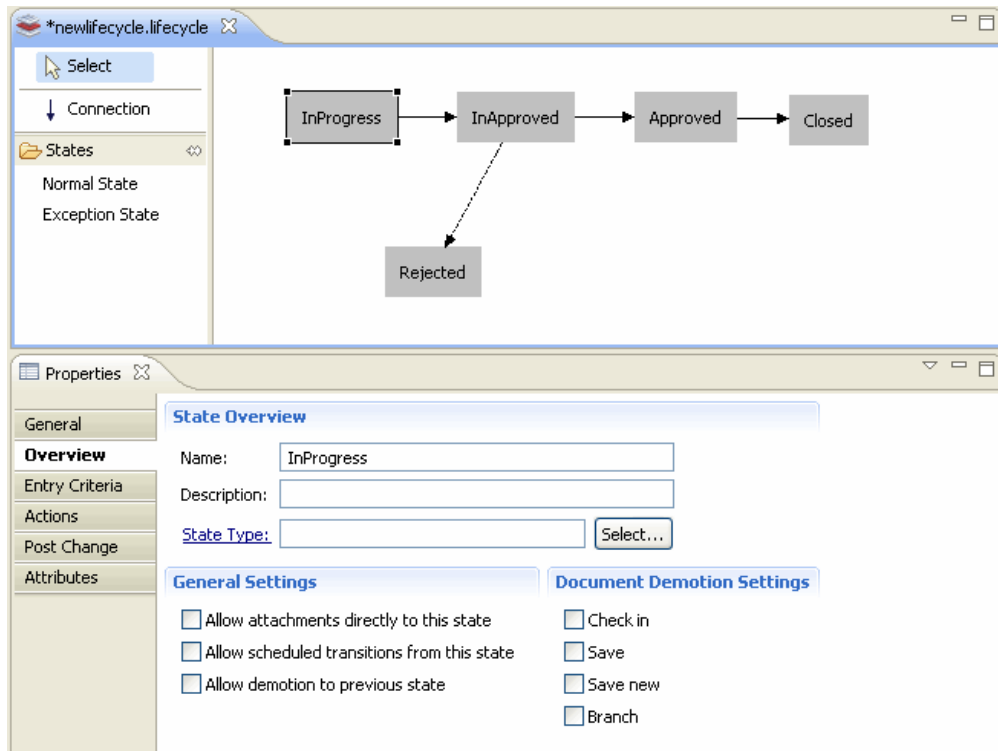 *newlifecycle.lifecycle
Select
Connection
States
Normal State
Exception State
InProgress
InApproved
Approved
Closed
Rejected
Properties
General
Overview
Entry Criteria
Actions
Post Change
Attributes
State Overview
Name: InProgress
Description:
State Type: Select...
General Settings
Allow attachments directly to this state
Allow scheduled transitions from this state
Allow demotion to previous state
Document Demotion Settings
Check in
Save
Save new
Branch